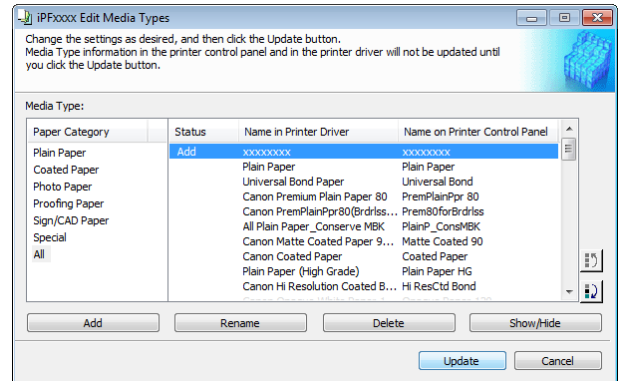 iPFxxxx Edit Media Types
Change the settings as desired, and then click the Update button.
Media Type information in the printer control panel and in the printer driver will not be updated until
you click the Update button.
Media Type:
Paper Category Status Name in Printer Driver Name on Printer Control Panel
Plain Paper Add xxxxxxxx xxxxxxxx
Coated Paper Plain Paper Plain Paper
Photo Paper Universal Bond Paper Universal Bond
Proofing Paper Canon Premium Plain Paper 80 PremPlainPpr 80
Sign/CAD Paper Canon PremPlainPpr80(Brdrlss... Prem80forBrdrlss
Special All Plain Paper_Conserve MBK PlainP_ConsMBK
All Canon Matte Coated Paper 9... Matte Coated 90
Canon Coated Paper Coated Paper
Plain Paper (High Grade) Plain Paper HG
Canon Hi Resolution Coated B... Hi ResCtd Bond
Add Rename Delete Show/Hide
Update Cancel